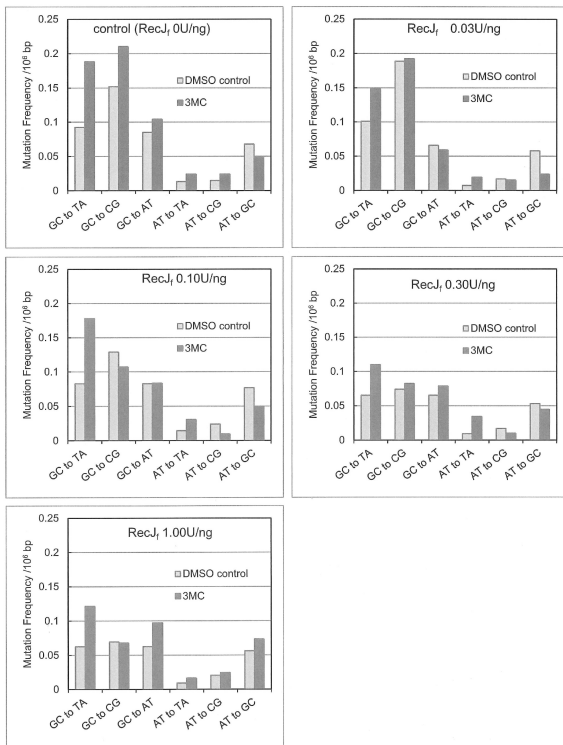 control (RecJf 0U/ng)
Mutation Frequency /10⁶ bp
0.25
0.2
0.15
0.1
0.05
0
DMSO control
3MC
GC to TA
GC to CG
GC to AT
AT to TA
AT to CG
AT to GC
RecJf 0.03U/ng
Mutation Frequency /10⁶ bp
0.25
0.2
0.15
0.1
0.05
0
DMSO control
3MC
GC to TA
GC to CG
GC to AT
AT to TA
AT to CG
AT to GC
RecJf 0.10U/ng
Mutation Frequency /10⁶ bp
0.25
0.2
0.15
0.1
0.05
0
DMSO control
3MC
GC to TA
GC to CG
GC to AT
AT to TA
AT to CG
AT to GC
RecJf 0.30U/ng
Mutation Frequency /10⁶ bp
0.25
0.2
0.15
0.1
0.05
0
DMSO control
3MC
GC to TA
GC to CG
GC to AT
AT to TA
AT to CG
AT to GC
RecJf 1.00U/ng
Mutation Frequency /10⁶ bp
0.25
0.2
0.15
0.1
0.05
0
DMSO control
3MC
GC to TA
GC to CG
GC to AT
AT to TA
AT to CG
AT to GC